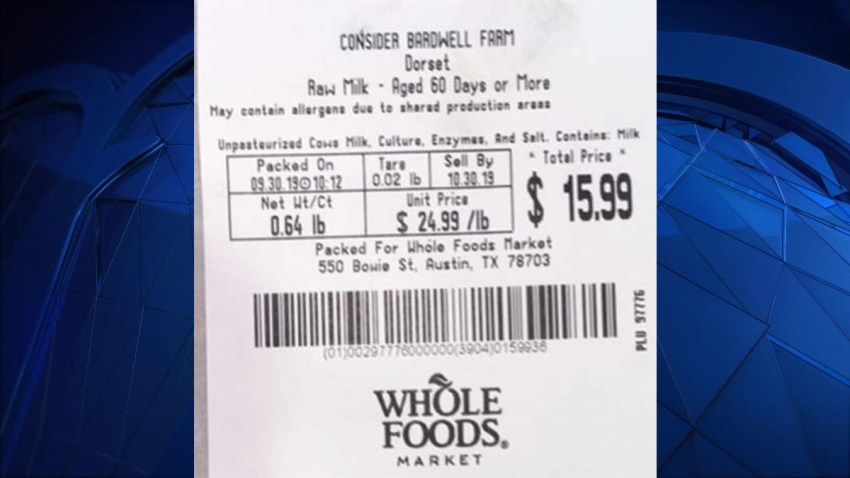 CONSIDER BARDWELL FARM
Dorset
Raw Milk - Aged 60 Days or More
May contain allergens due to shared production areas
Unpasteurized Cows Milk, Culture, Enzymes, And Salt. Contains: Milk
Packed On Tare Sell By * Total Price *
09.30.19 10:12 0.02 lb 10.30.19
$ 15.99
Net Wt/Ct Unit Price
0.64 lb $ 24.99 /lb
Packed For Whole Foods Market
550 Bowie St, Austin, TX 78703
PLU 97776
(01)00297776000000(3904)0159936
WHOLE
FOODS®
MARKET